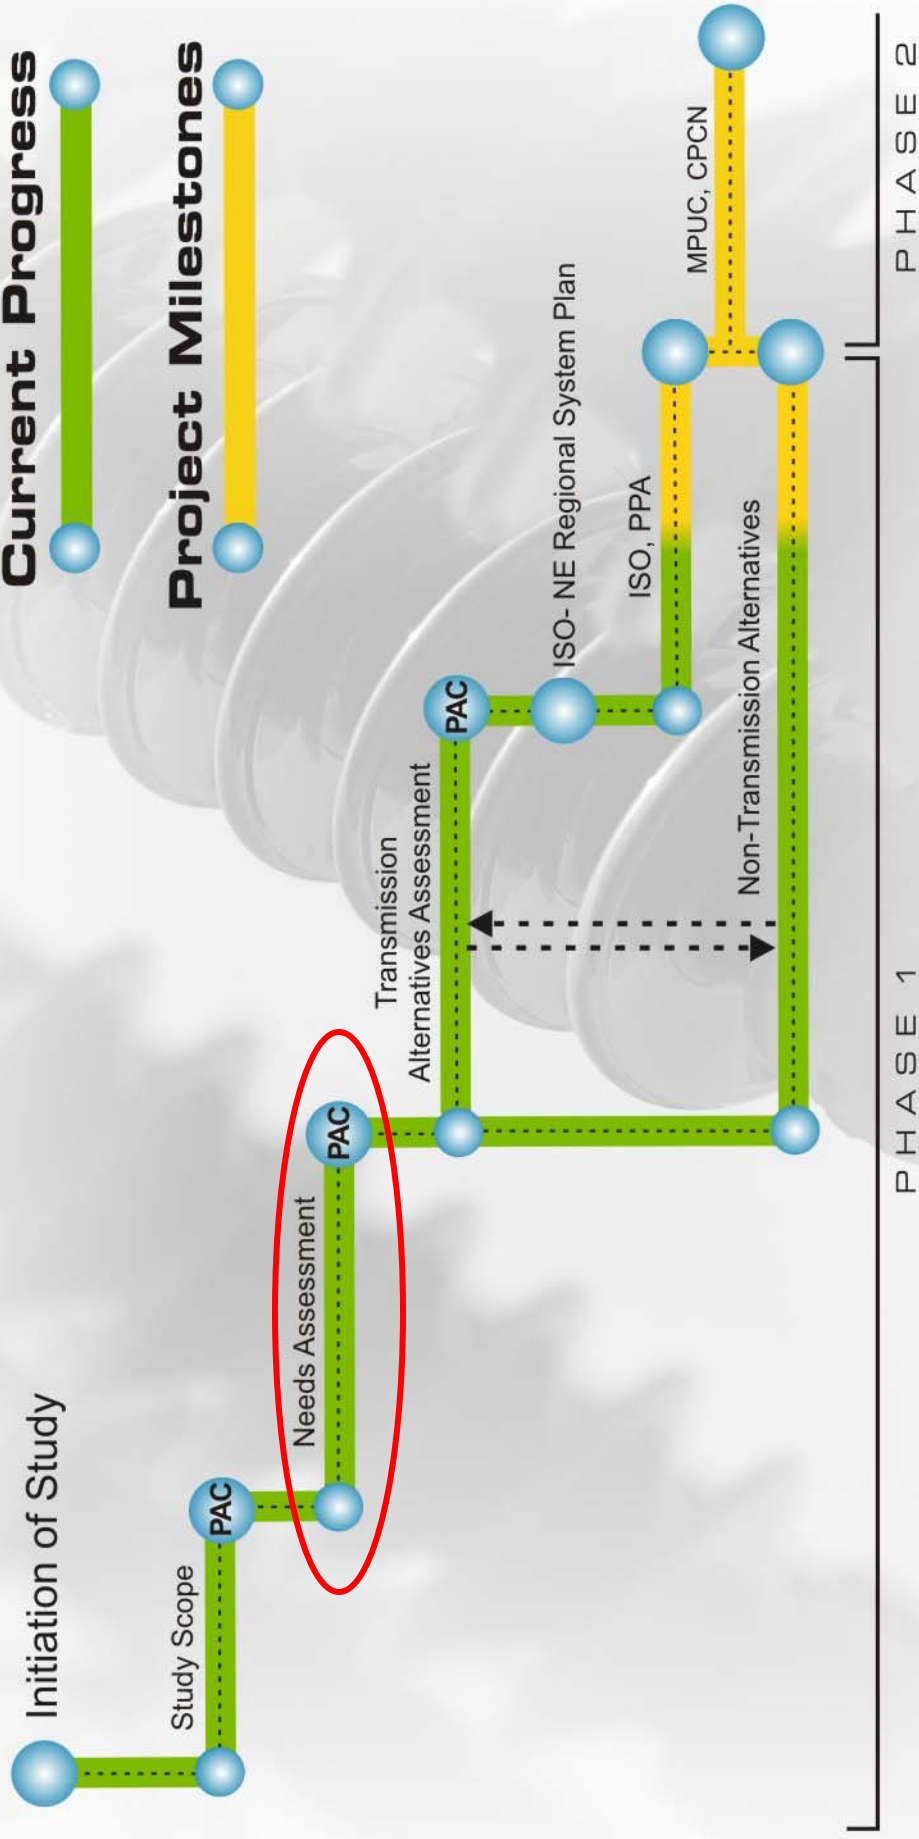 Current Progress
Project Milestones
Initiation of Study
Study Scope
PAC
Needs Assessment
PAC
Transmission
Alternatives Assessment
PAC
ISO- NE Regional System Plan
ISO, PPA
Non-Transmission Alternatives
MPUC, CPCN
PHASE 1
PHASE 2